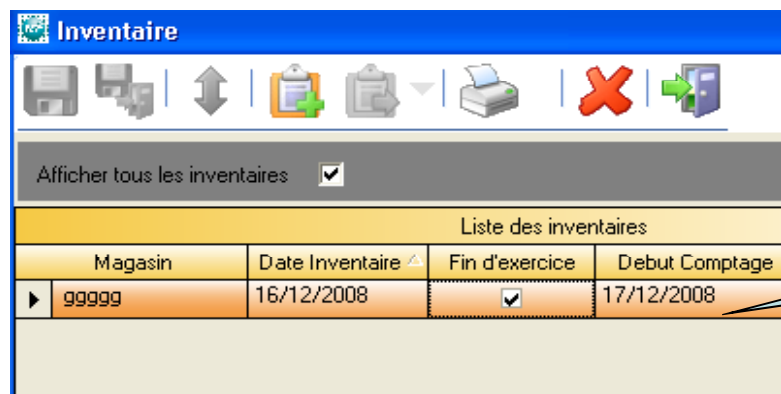 Inventaire
Afficher tous les inventaires
Liste des inventaires
Magasin Date Inventaire Fin d'exercice Debut Comptage
ggggg 16/12/2008 17/12/2008